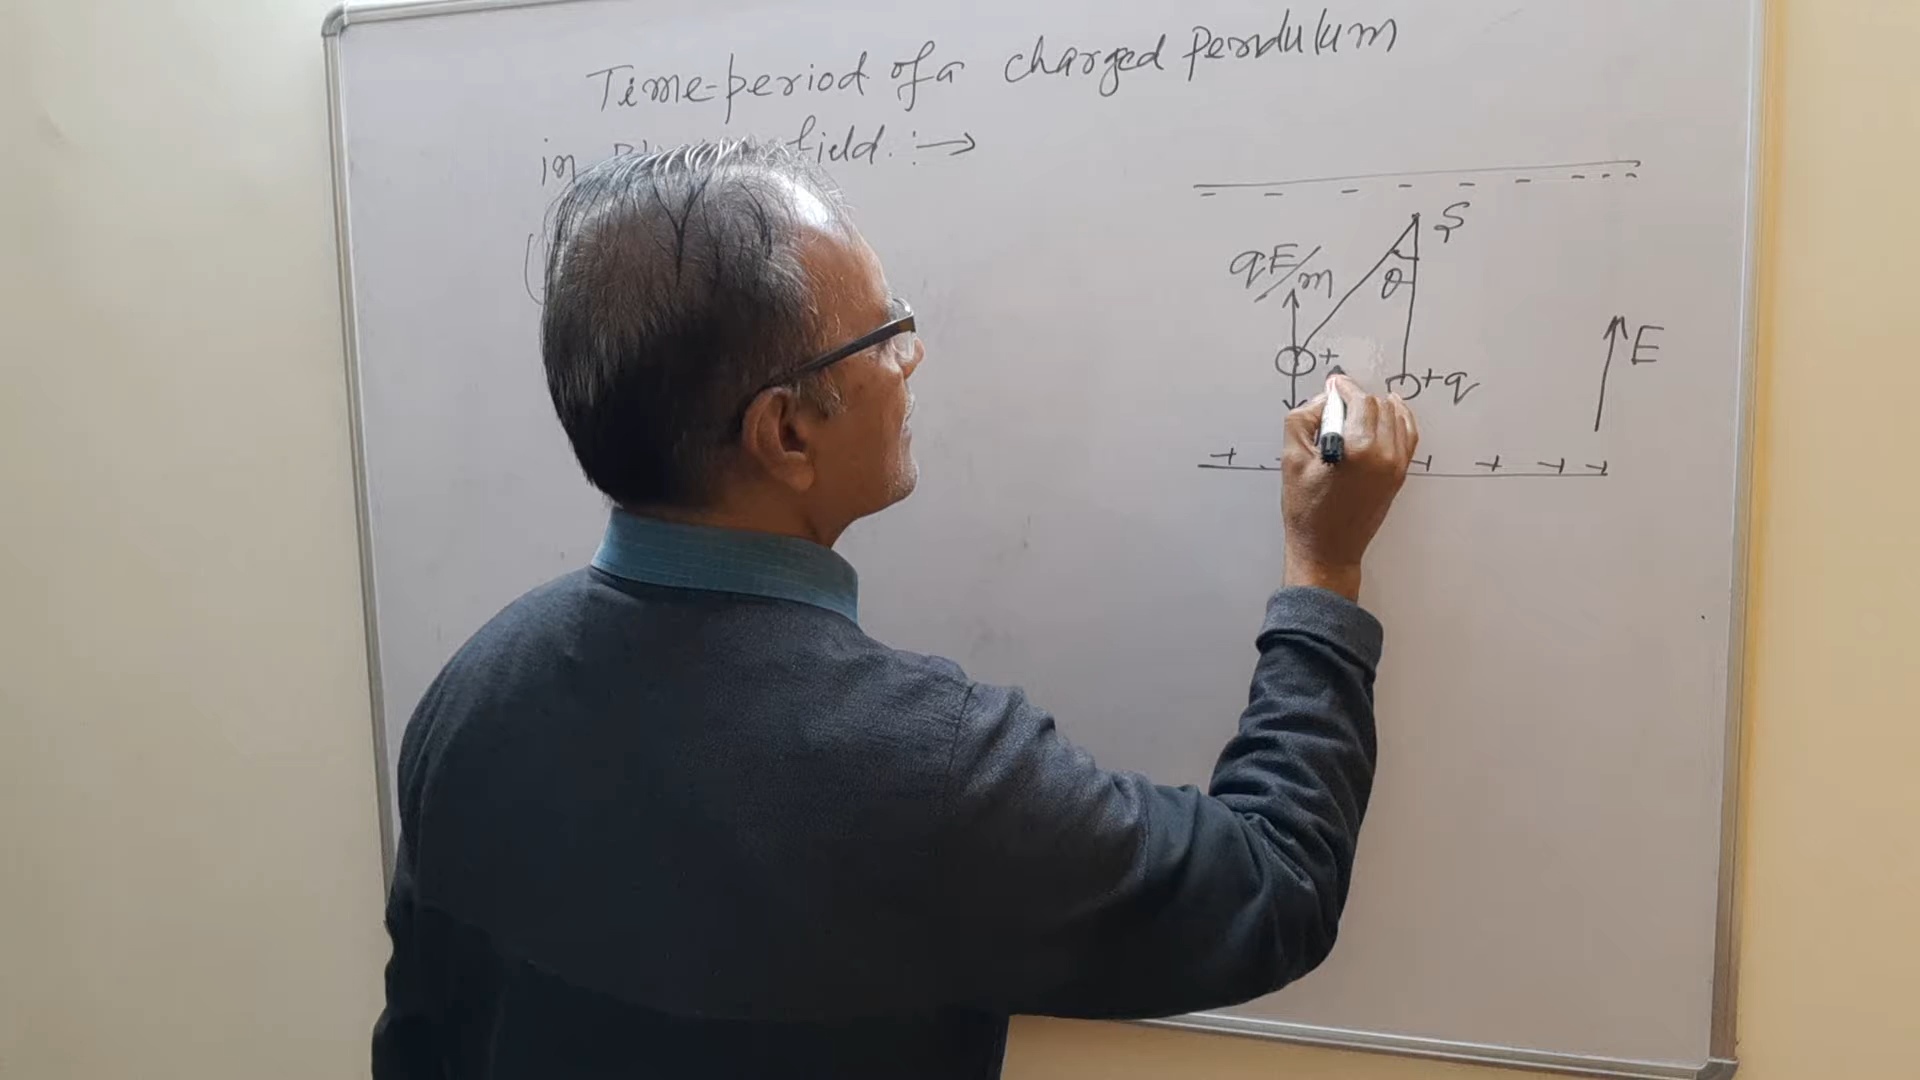 Time-period of a charged pendulum
in field :→
- - - - - - - - -
S
qE/m
θ
E
+
+q
+ + + + +